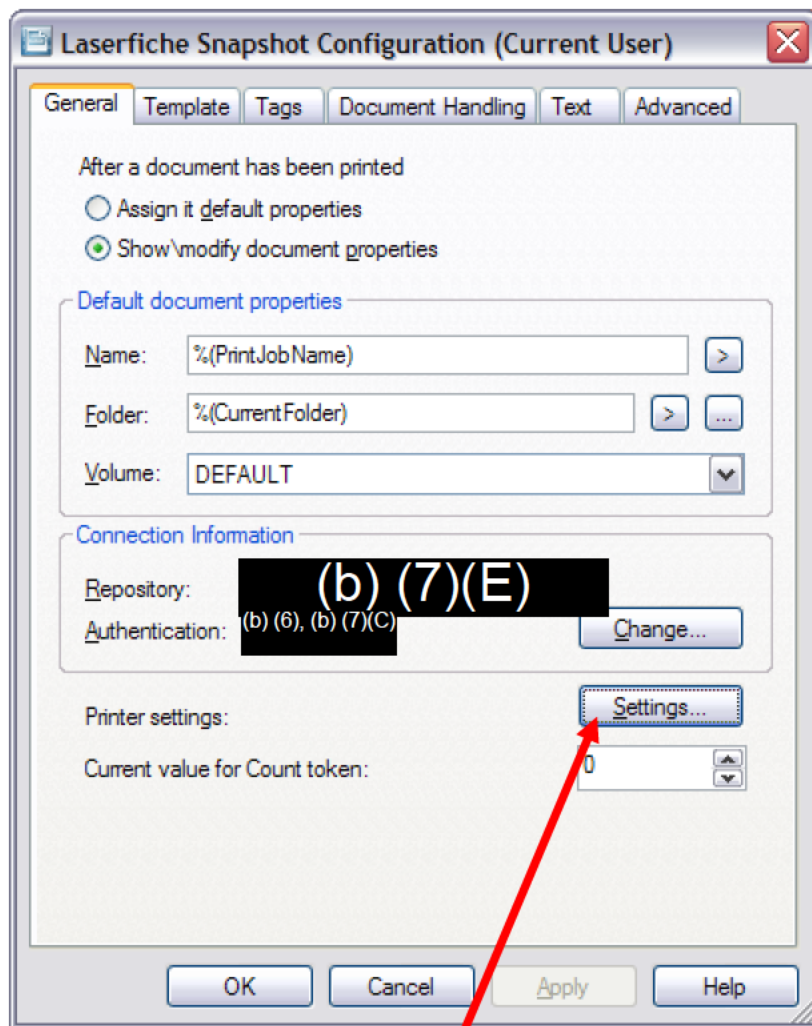 Laserfiche Snapshot Configuration (Current User)
General Template Tags Document Handling Text Advanced
After a document has been printed
Assign it default properties
Show\modify document properties
Default document properties
Name: %(PrintJobName) >
Folder: %(CurrentFolder) > ...
Volume: DEFAULT
Connection Information
Repository: (b) (7)(E)
Authentication: (b) (6), (b) (7)(C) Change...
Printer settings: Settings...
Current value for Count token: 0
OK Cancel Apply Help